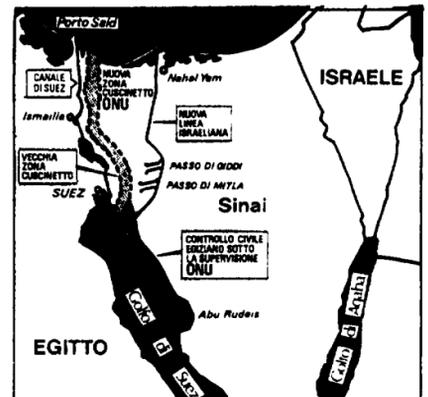 Porto Said
CANALE
DI SUEZ
NUOVA
ZONA
CUSCINETTO
ONU
Nahal Yam
ISRAELE
Ismailia
NUOVA
LINEA
ISRAELIANA
VECCHIA
ZONA
CUSCINETTO
PASSO DI GIDDI
PASSO DI MITLA
SUEZ
Sinai
CONTROLLO CIVILE
EGIZIANO SOTTO
LA SUPERVISIONE
ONU
Golfo di Suez
Abu Rudeis
Golfo di Aqaba
EGITTO